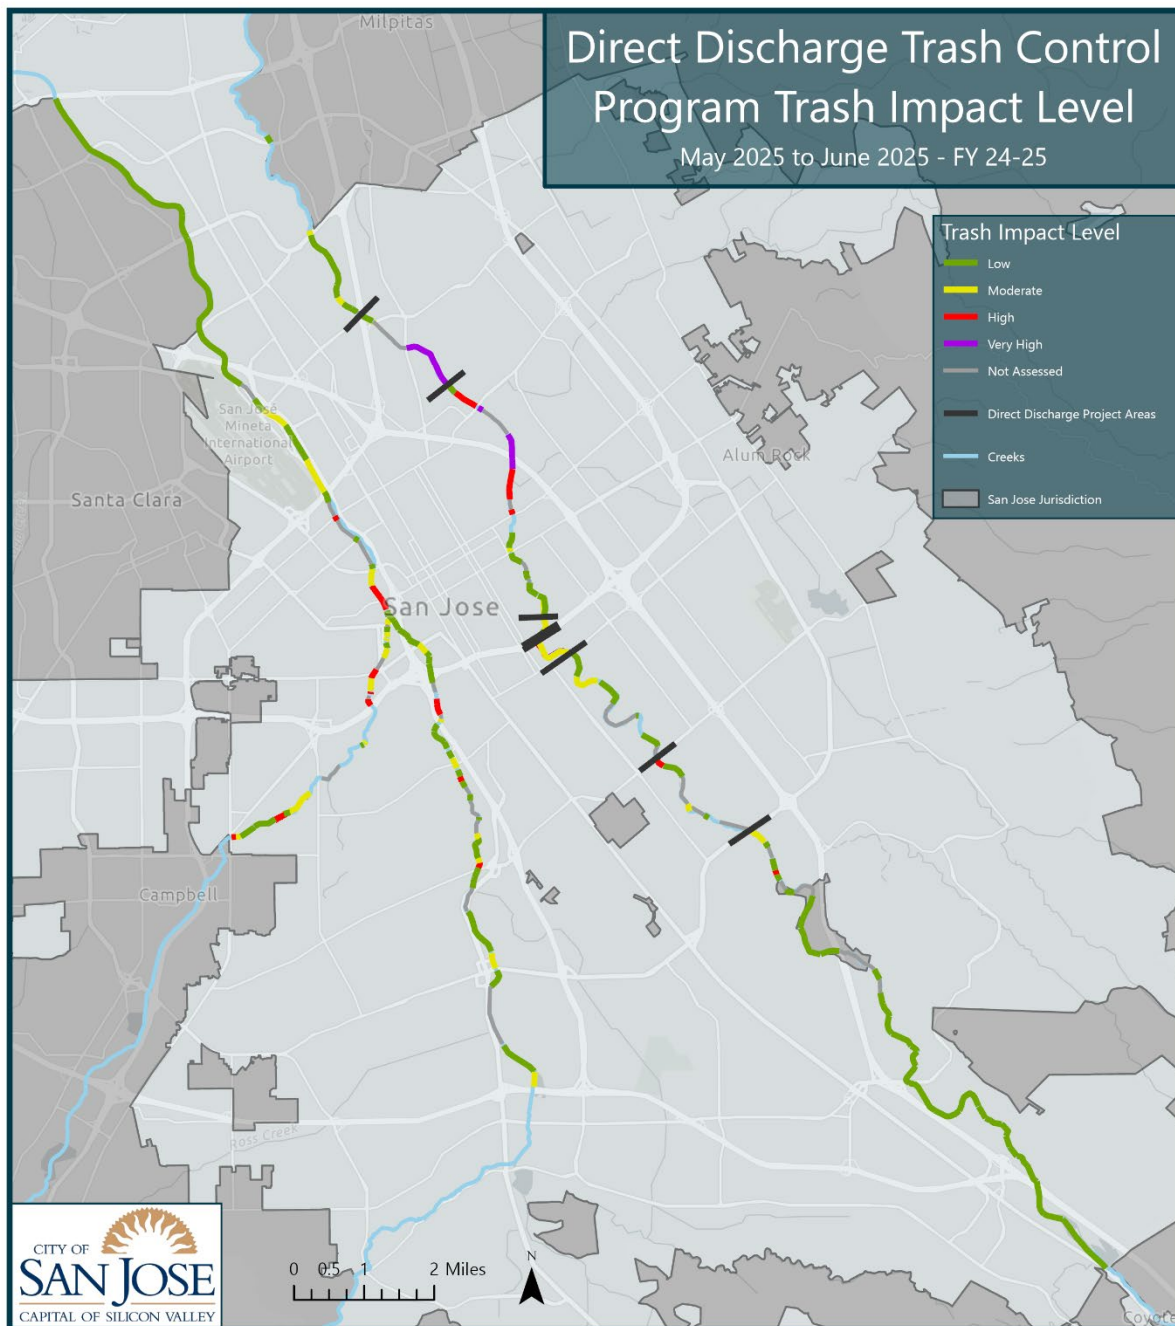 Milpitas
Direct Discharge Trash Control
Program Trash Impact Level
May 2025 to June 2025 - FY 24-25
Trash Impact Level
Low
Moderate
High
Very High
Not Assessed
Direct Discharge Project Areas
Creeks
San Jose Jurisdiction
San José
Mineta
International
Airport
Alum Rock
Santa Clara
San Jose
Campbell
Ross Creek
CITY OF
SAN JOSE
CAPITAL OF SILICON VALLEY
0 0.5 1 2 Miles
N
Coyote